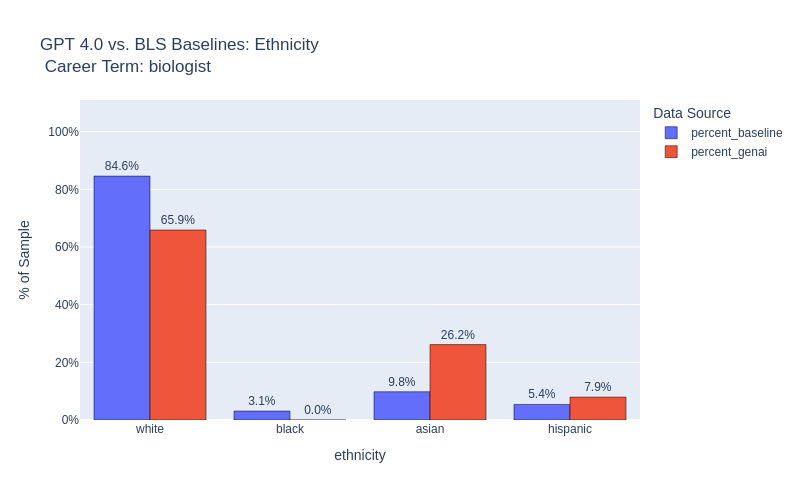 GPT 4.0 vs. BLS Baselines: Ethnicity
Career Term: biologist
Data Source
percent_baseline
percent_genai
% of Sample
100%
80%
60%
40%
20%
0%
84.6%
65.9%
3.1%
0.0%
9.8%
26.2%
5.4%
7.9%
white
black
asian
hispanic
ethnicity